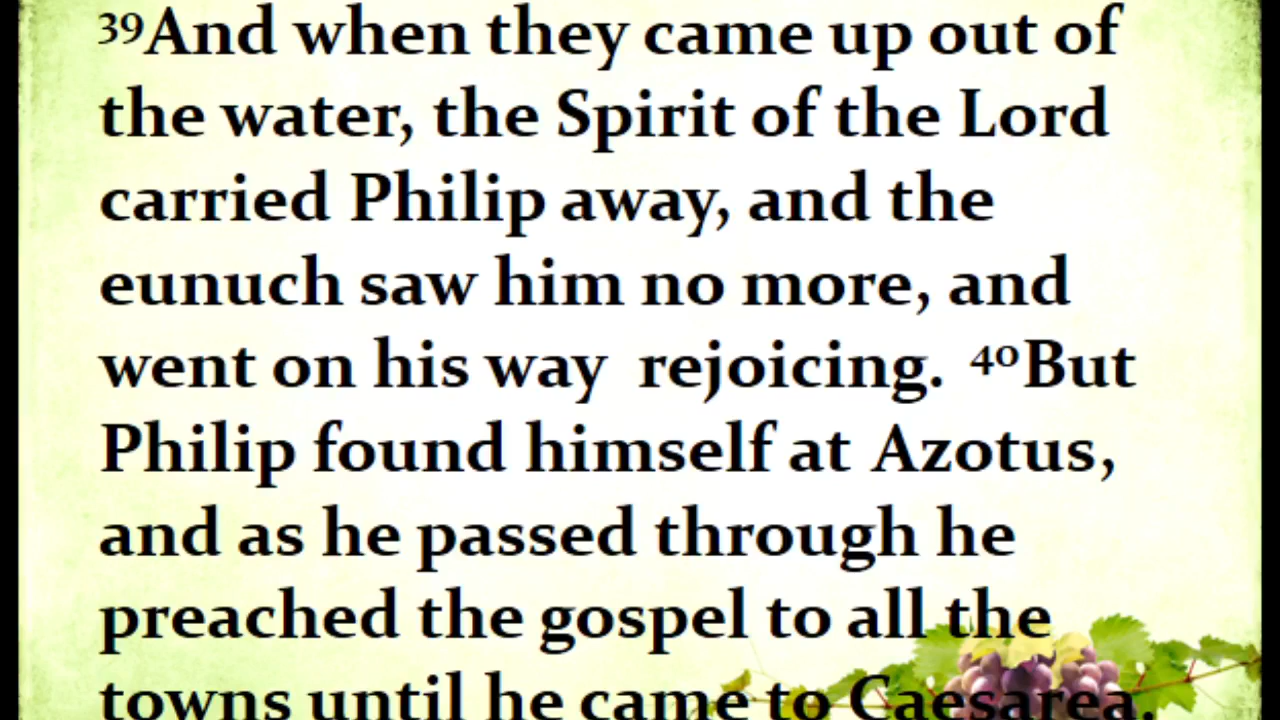 ³⁹And when they came up out of
the water, the Spirit of the Lord
carried Philip away, and the
eunuch saw him no more, and
went on his way  rejoicing.  ⁴⁰But
Philip found himself at Azotus,
and as he passed through he
preached the gospel to all the
towns until he came to Caesarea.